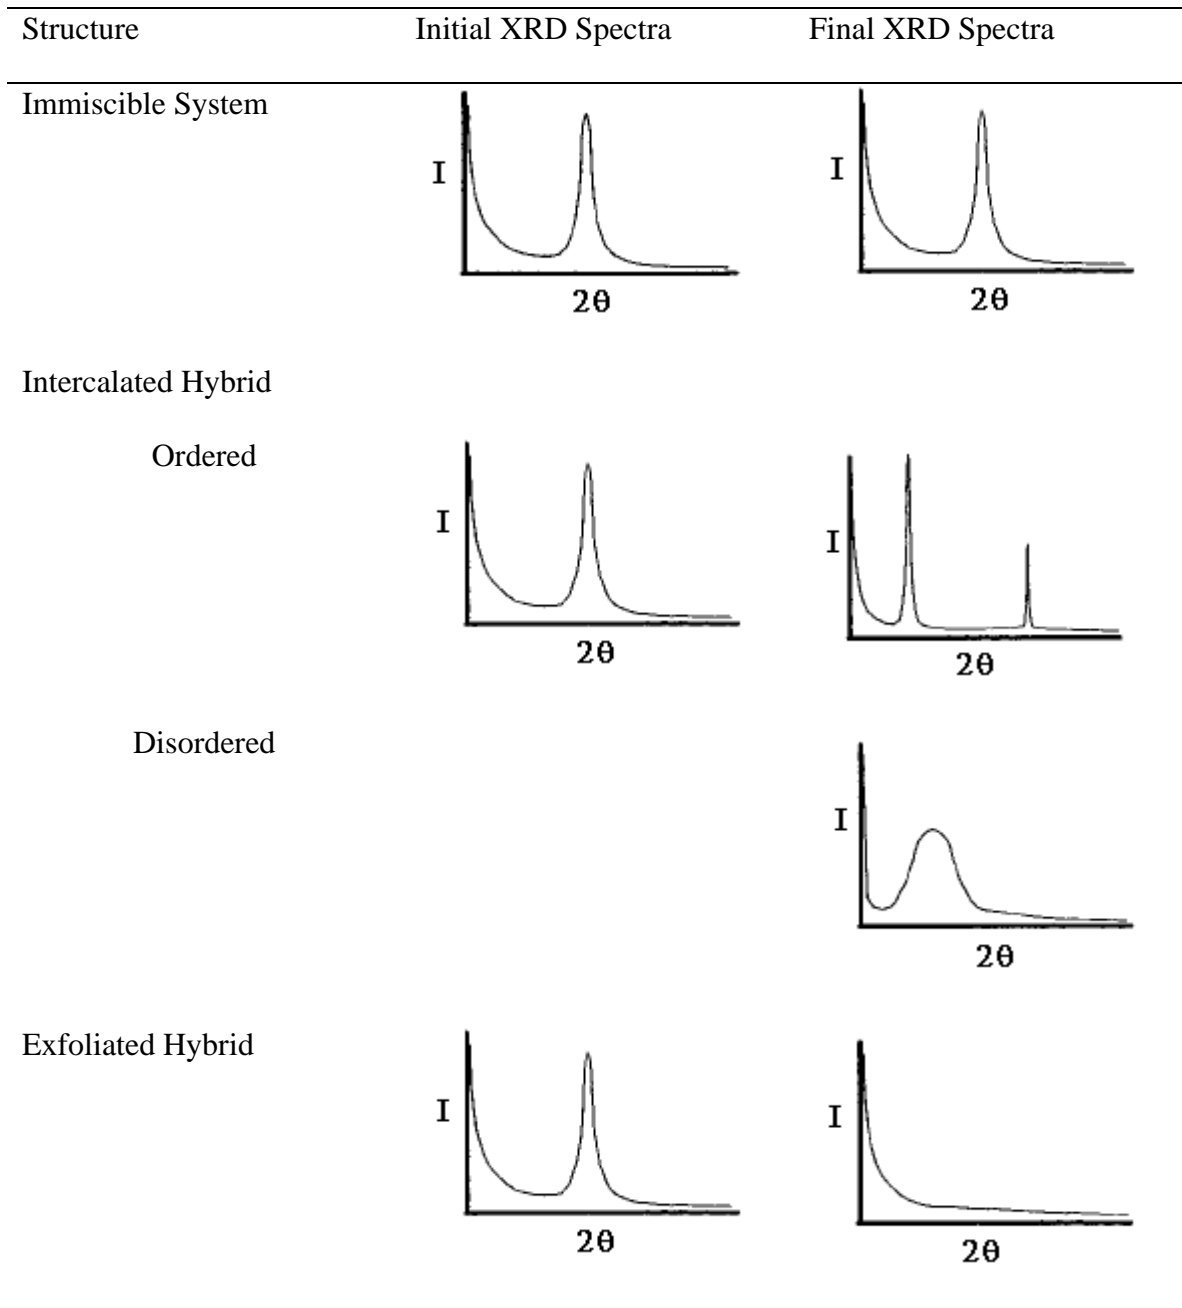 Structure Initial XRD Spectra Final XRD Spectra
Immiscible System
I I
2θ 2θ
Intercalated Hybrid
Ordered
I I
2θ 2θ
Disordered
I
2θ
Exfoliated Hybrid
I I
2θ 2θ